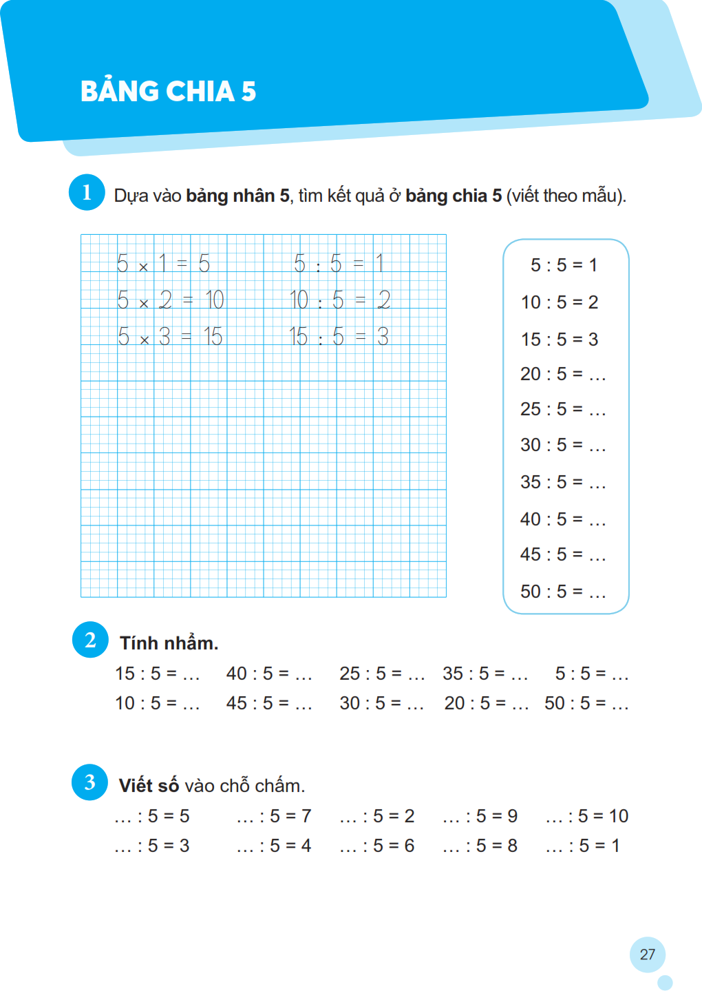 BẢNG CHIA 5
1 Dựa vào bảng nhân 5, tìm kết quả ở bảng chia 5 (viết theo mẫu).
5 × 1 = 5 5 : 5 = 1
5 × 2 = 10 10 : 5 = 2
5 × 3 = 15 15 : 5 = 3
5 : 5 = 1
10 : 5 = 2
15 : 5 = 3
20 : 5 = …
25 : 5 = …
30 : 5 = …
35 : 5 = …
40 : 5 = …
45 : 5 = …
50 : 5 = …
2 Tính nhẩm.
15 : 5 = … 40 : 5 = … 25 : 5 = … 35 : 5 = … 5 : 5 = …
10 : 5 = … 45 : 5 = … 30 : 5 = … 20 : 5 = … 50 : 5 = …
3 Viết số vào chỗ chấm.
… : 5 = 5 … : 5 = 7 … : 5 = 2 … : 5 = 9 … : 5 = 10
… : 5 = 3 … : 5 = 4 … : 5 = 6 … : 5 = 8 … : 5 = 1
27